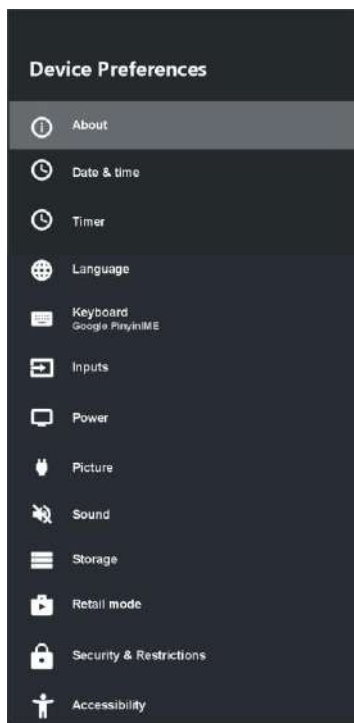 Device Preferences
About
Date & time
Timer
Language
Keyboard
Google PinyinIME
Inputs
Power
Picture
Sound
Storage
Retail mode
Security & Restrictions
Accessibility